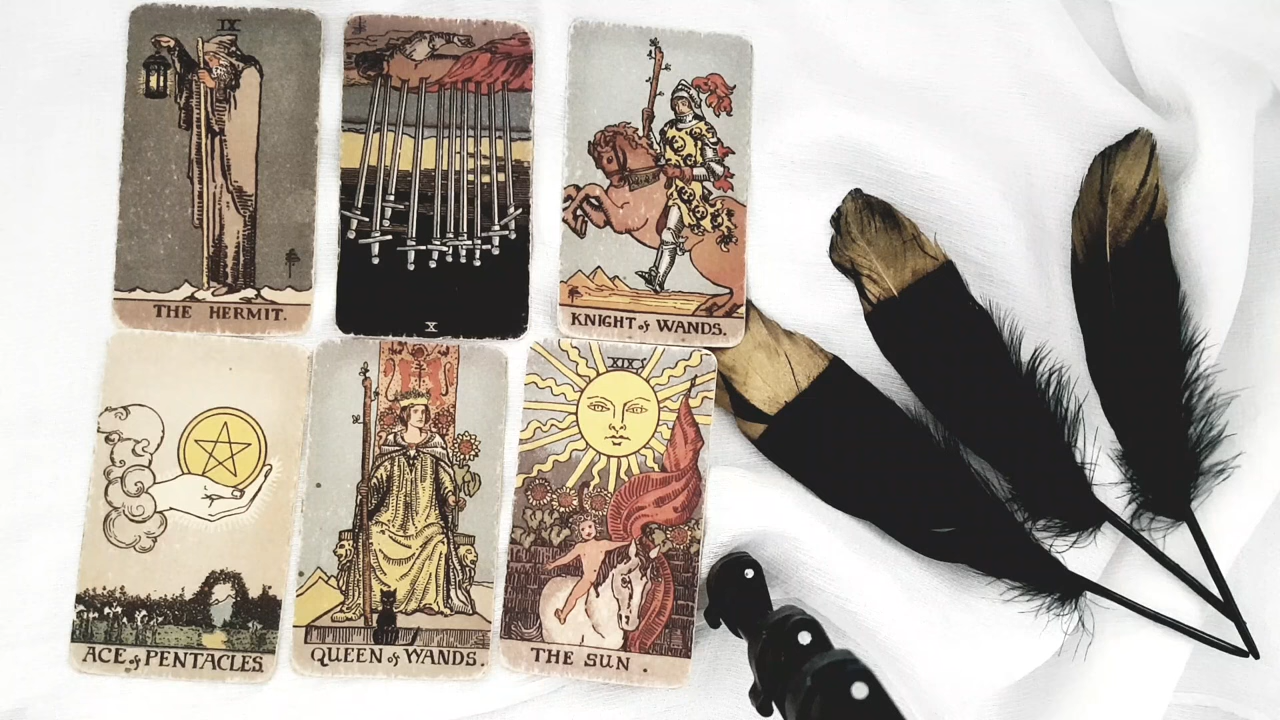 IX
THE HERMIT.
X
KNIGHT of WANDS.
ACE of PENTACLES.
QUEEN of WANDS.
XIX
THE SUN .